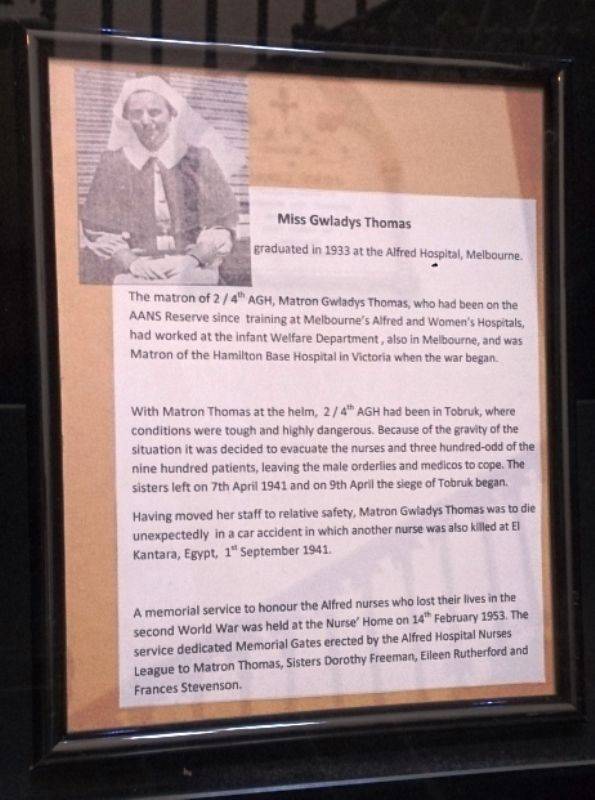 Miss Gwladys Thomas
graduated in 1933 at the Alfred Hospital, Melbourne.
The matron of 2 / 4th AGH, Matron Gwladys Thomas, who had been on the
AANS Reserve since training at Melbourne's Alfred and Women's Hospitals,
had worked at the infant Welfare Department , also in Melbourne, and was
Matron of the Hamilton Base Hospital in Victoria when the war began.
With Matron Thomas at the helm, 2 / 4th AGH had been in Tobruk, where
conditions were tough and highly dangerous. Because of the gravity of the
situation it was decided to evacuate the nurses and three hundred-odd of the
nine hundred patients, leaving the male orderlies and medicos to cope. The
sisters left on 7th April 1941 and on 9th April the siege of Tobruk began.
Having moved her staff to relative safety, Matron Gwladys Thomas was to die
unexpectedly in a car accident in which another nurse was also killed at El
Kantara, Egypt, 1st September 1941.
A memorial service to honour the Alfred nurses who lost their lives in the
second World War was held at the Nurse' Home on 14th February 1953. The
service dedicated Memorial Gates erected by the Alfred Hospital Nurses
League to Matron Thomas, Sisters Dorothy Freeman, Eileen Rutherford and
Frances Stevenson.